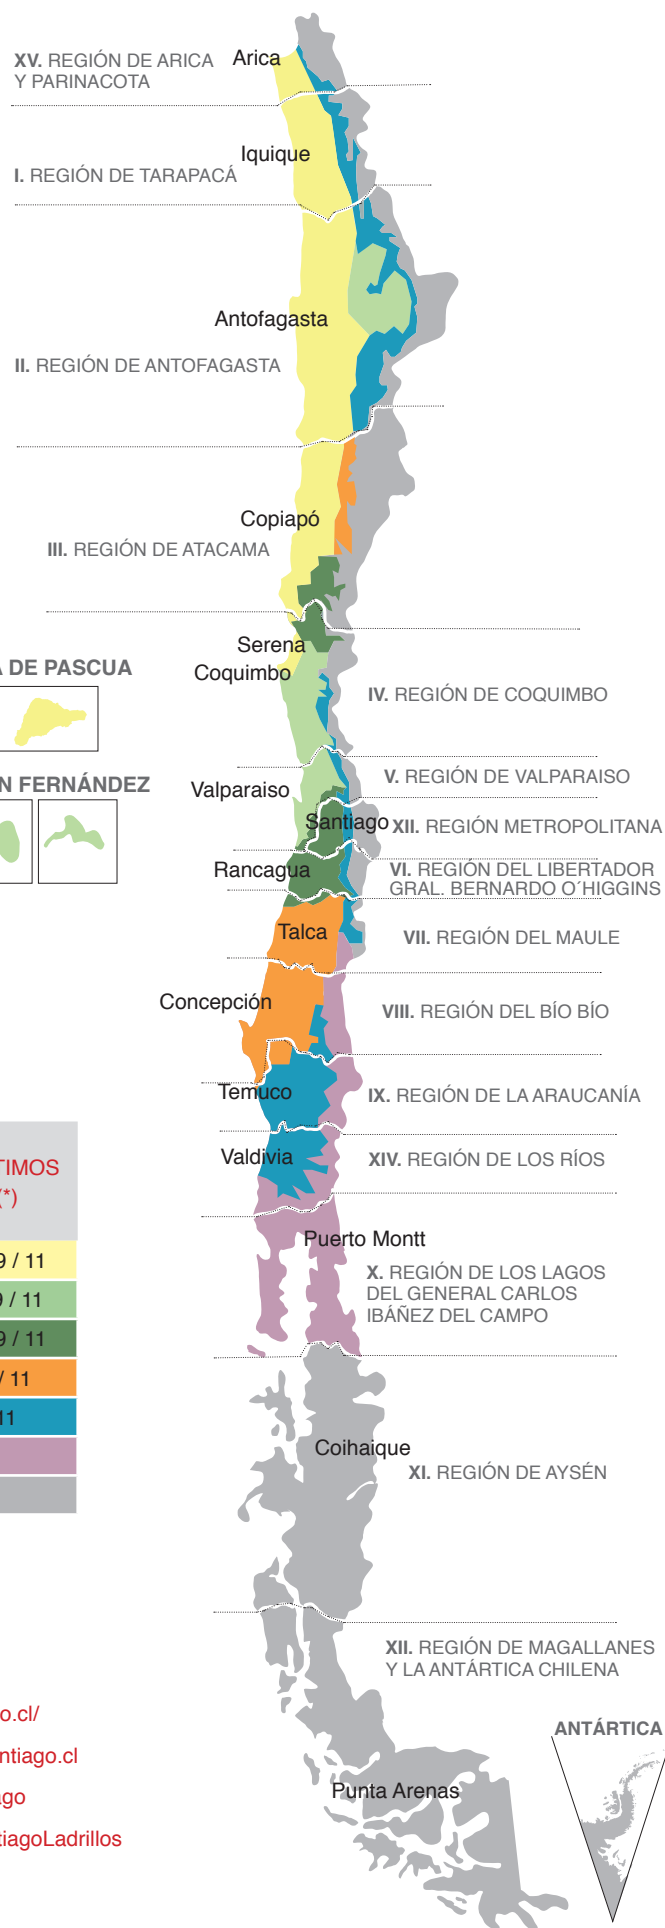 XV. REGIÓN DE ARICA
Y PARINACOTA
Arica
Iquique
I. REGIÓN DE TARAPACÁ
Antofagasta
II. REGIÓN DE ANTOFAGASTA
Copiapó
III. REGIÓN DE ATACAMA
Serena
Coquimbo
A DE PASCUA
IV. REGIÓN DE COQUIMBO
N FERNÁNDEZ
V. REGIÓN DE VALPARAISO
Valparaiso
Santiago
XII. REGIÓN METROPOLITANA
Rancagua
VI. REGIÓN DEL LIBERTADOR
GRAL. BERNARDO O´HIGGINS
Talca
VII. REGIÓN DEL MAULE
Concepción
VIII. REGIÓN DEL BÍO BÍO
Temuco
IX. REGIÓN DE LA ARAUCANÍA
Valdivia
XIV. REGIÓN DE LOS RÍOS
TIMOS
(*)
9 / 11
9 / 11
9 / 11
/ 11
11
Puerto Montt
X. REGIÓN DE LOS LAGOS
DEL GENERAL CARLOS
IBÁÑEZ DEL CAMPO
Coihaique
XI. REGIÓN DE AYSÉN
XII. REGIÓN DE MAGALLANES
Y LA ANTÁRTICA CHILENA
o.cl/
ntiago.cl
ago
tiagoLadrillos
Punta Arenas
ANTÁRTICA